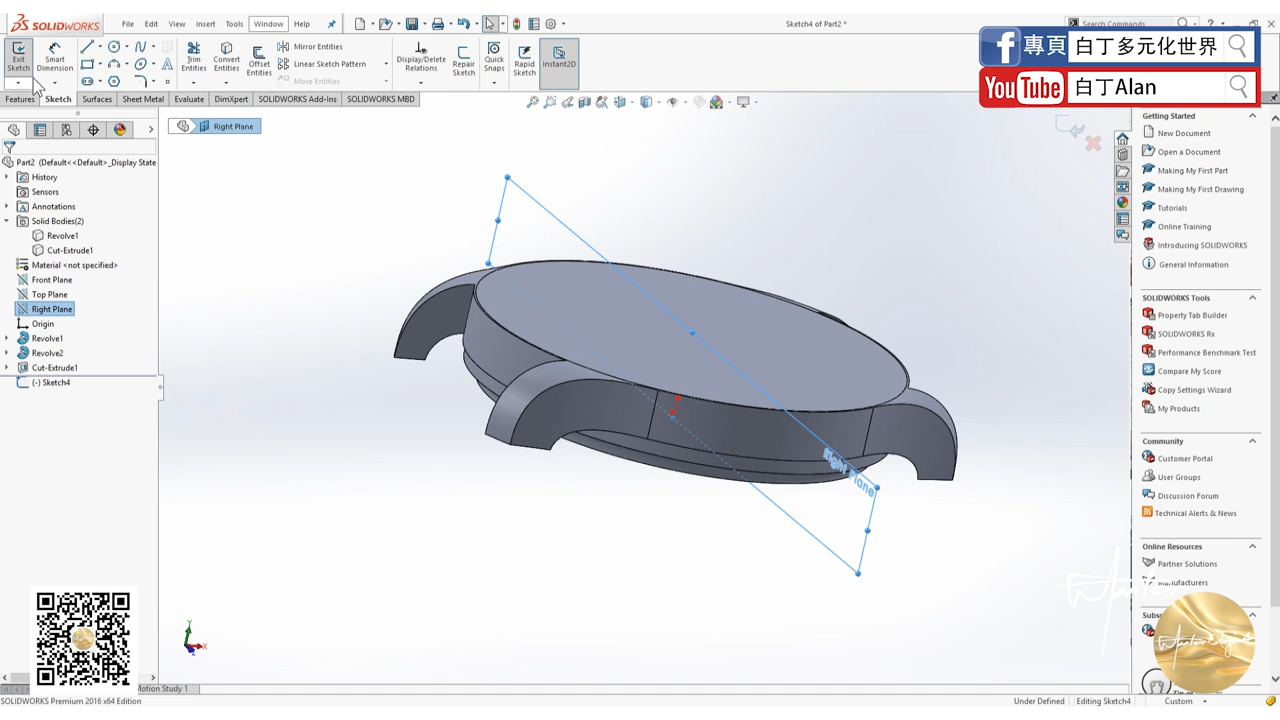 SOLIDWORKS
File Edit View Insert Tools Window Help
Sketch4 of Part2 *
Search Commands
Exit Sketch
Smart Dimension
Trim Entities
Convert Entities
Offset Entities
Mirror Entities
Linear Sketch Pattern
Move Entities
Display/Delete Relations
Repair Sketch
Quick Snaps
Rapid Sketch
Instant2D
專頁 白丁多元化世界
YouTube 白丁Alan
Features Sketch Surfaces Sheet Metal Evaluate DimXpert SOLIDWORKS Add-Ins SOLIDWORKS MBD
Right Plane
Part2 (Default<<Default>_Display State
History
Sensors
Annotations
Solid Bodies(2)
Revolve1
Cut-Extrude1
Material <not specified>
Front Plane
Top Plane
Right Plane
Origin
Revolve1
Revolve2
Cut-Extrude1
(-) Sketch4
Right Plane
Getting Started
New Document
Open a Document
Making My First Part
Making My First Drawing
Tutorials
Online Training
Introducing SOLIDWORKS
General Information
SOLIDWORKS Tools
Property Tab Builder
SOLIDWORKS Rx
Performance Benchmark Test
Compare My Score
Copy Settings Wizard
My Products
Community
Customer Portal
User Groups
Discussion Forum
Technical Alerts & News
Online Resources
Partner Solutions
Manufacturers
Motion Study 1
SOLIDWORKS Premium 2016 x64 Edition
Under Defined Editing Sketch4 Custom